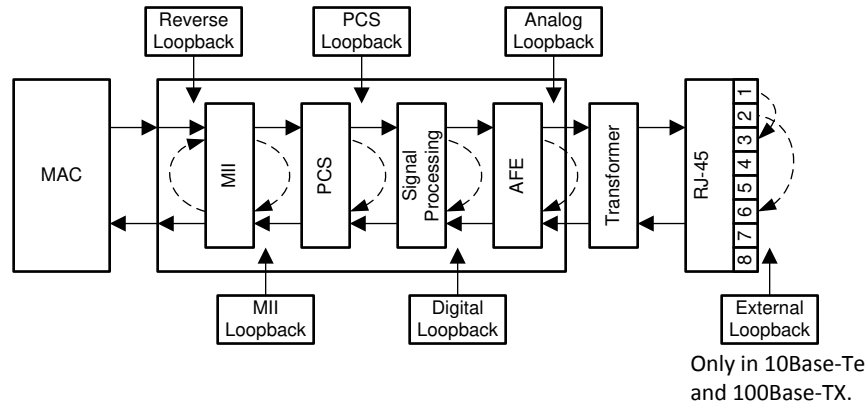 Reverse
Loopback
PCS
Loopback
Analog
Loopback
MAC
MII
PCS
Signal
Processing
AFE
Transformer
RJ-45
1
2
3
4
5
6
7
8
MII
Loopback
Digital
Loopback
External
Loopback
Only in 10Base-Te
and 100Base-TX.